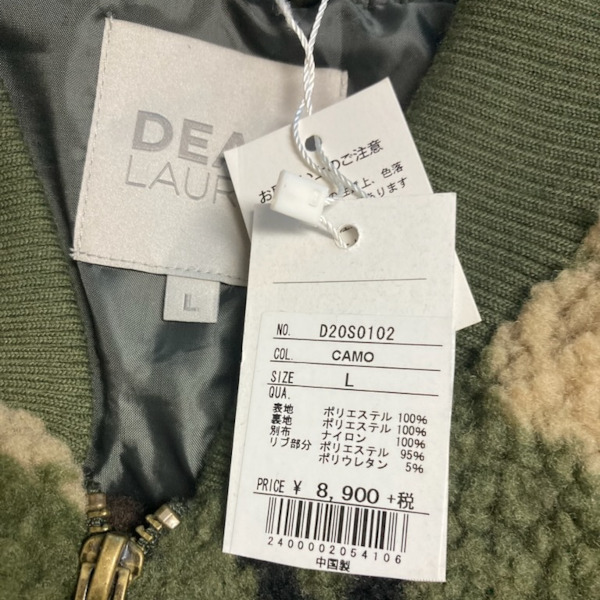 DEA
LAUR
L
のご注意
色落
あります
NO. D20S0102
COL. CAMO
SIZE L
QUA.
表地 ポリエステル 100%
裏地 ポリエステル 100%
別布 ナイロン 100%
リブ部分 ポリエステル 95%
ポリウレタン 5%
PRICE ¥ 8,900 +税
2400002054106
中国製